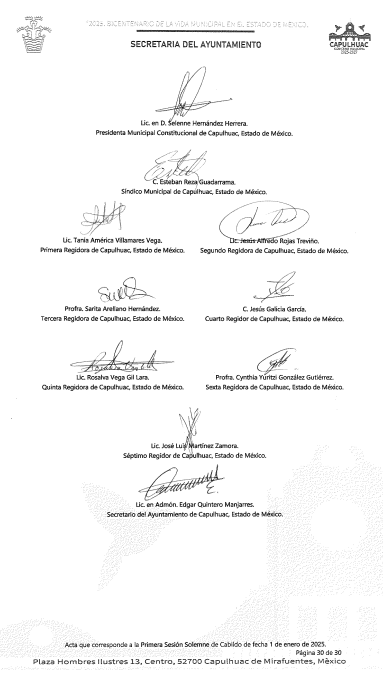 "2026. BICENTENARIO DE LA VIDA MUNICIPAL EN EL ESTADO DE MÉXICO.
CAPULHUAC
SECRETARIA DEL AYUNTAMIENTO
Lic. en D. Selenne Hernández Herrera.
Presidenta Municipal Constitucional de Capulhuac, Estado de México.
C. Esteban Reza Guadarrama.
Síndico Municipal de Capulhuac, Estado de México.
Lic. Tania América Villamares Vega.
Primera Regidora de Capulhuac, Estado de México.
Lic. Jesús Alfredo Rojas Treviño.
Segundo Regidora de Capulhuac, Estado de México.
Profra. Sarita Arellano Hernández.
Tercera Regidora de Capulhuac, Estado de México.
C. Jesús Galicia García.
Cuarto Regidor de Capulhuac, Estado de México.
Lic. Rosalva Vega Gil Lara.
Quinta Regidora de Capulhuac, Estado de México.
Profra. Cynthia Yuritzi González Gutiérrez.
Sexta Regidora de Capulhuac, Estado de México.
Lic. José Luis Martínez Zamora.
Séptimo Regidor de Capulhuac, Estado de México.
Lic. en Admón. Edgar Quintero Manjarres.
Secretario del Ayuntamiento de Capulhuac, Estado de México.
Acta que corresponde a la Primera Sesión Solemne de Cabildo de fecha 1 de enero de 2025.
Página 30 de 30
Plaza Hombres Ilustres 13, Centro, 52700 Capulhuac de Mirafuentes, México